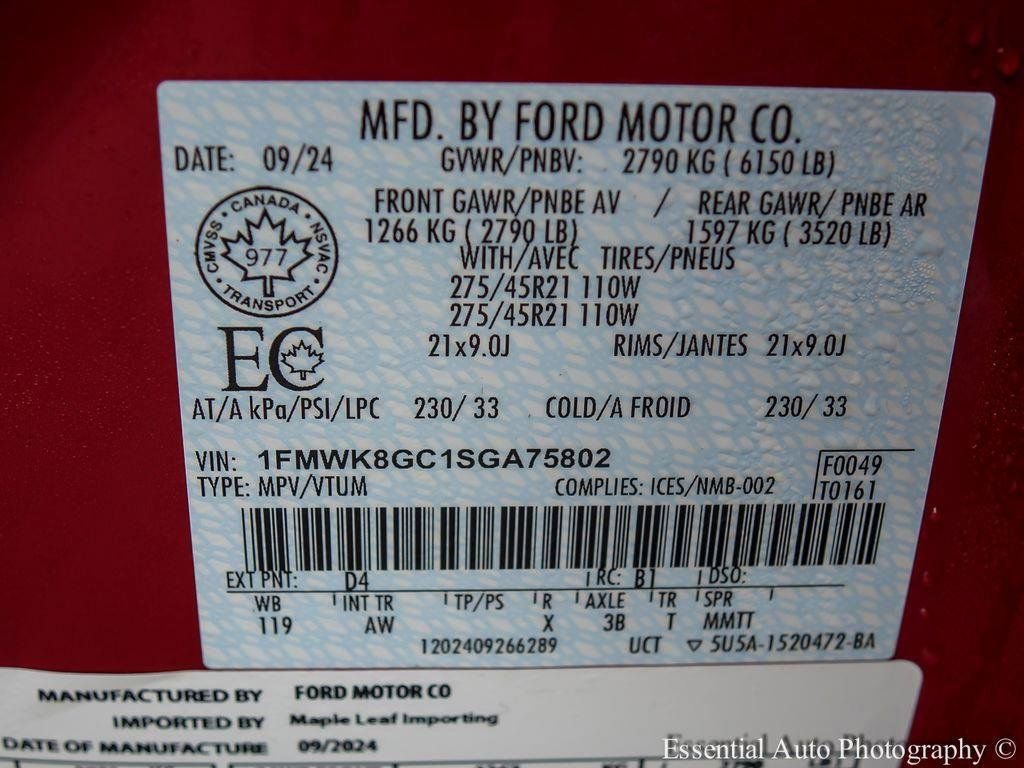 MFD. BY FORD MOTOR CO.
DATE: 09/24 GVWR/PNBV: 2790 KG ( 6150 LB)
FRONT GAWR/PNBE AV / REAR GAWR/ PNBE AR
1266 KG ( 2790 LB) 1597 KG ( 3520 LB)
WITH/AVEC TIRES/PNEUS
275/45R21 110W
275/45R21 110W
21x9.0J RIMS/JANTES 21x9.0J
CANADA
CMVSS NSVAC
977
TRANSPORT
EC
AT/A kPa/PSI/LPC 230/ 33 COLD/A FROID 230/ 33
VIN: 1FMWK8GC1SGA75802
F0049
TYPE: MPV/VTUM COMPLIES: ICES/NMB-002 T0161
EXT PNT: D4 RC: B1 DSO:
WB INT TR TP/PS R AXLE TR SPR
119 AW X 3B T MMTT
1202409266289 UCT 5U5A-1520472-BA
MANUFACTURED BY FORD MOTOR CO
IMPORTED BY Maple Leaf Importing
DATE OF MANUFACTURE 09/2024
Essential Auto Photography ©